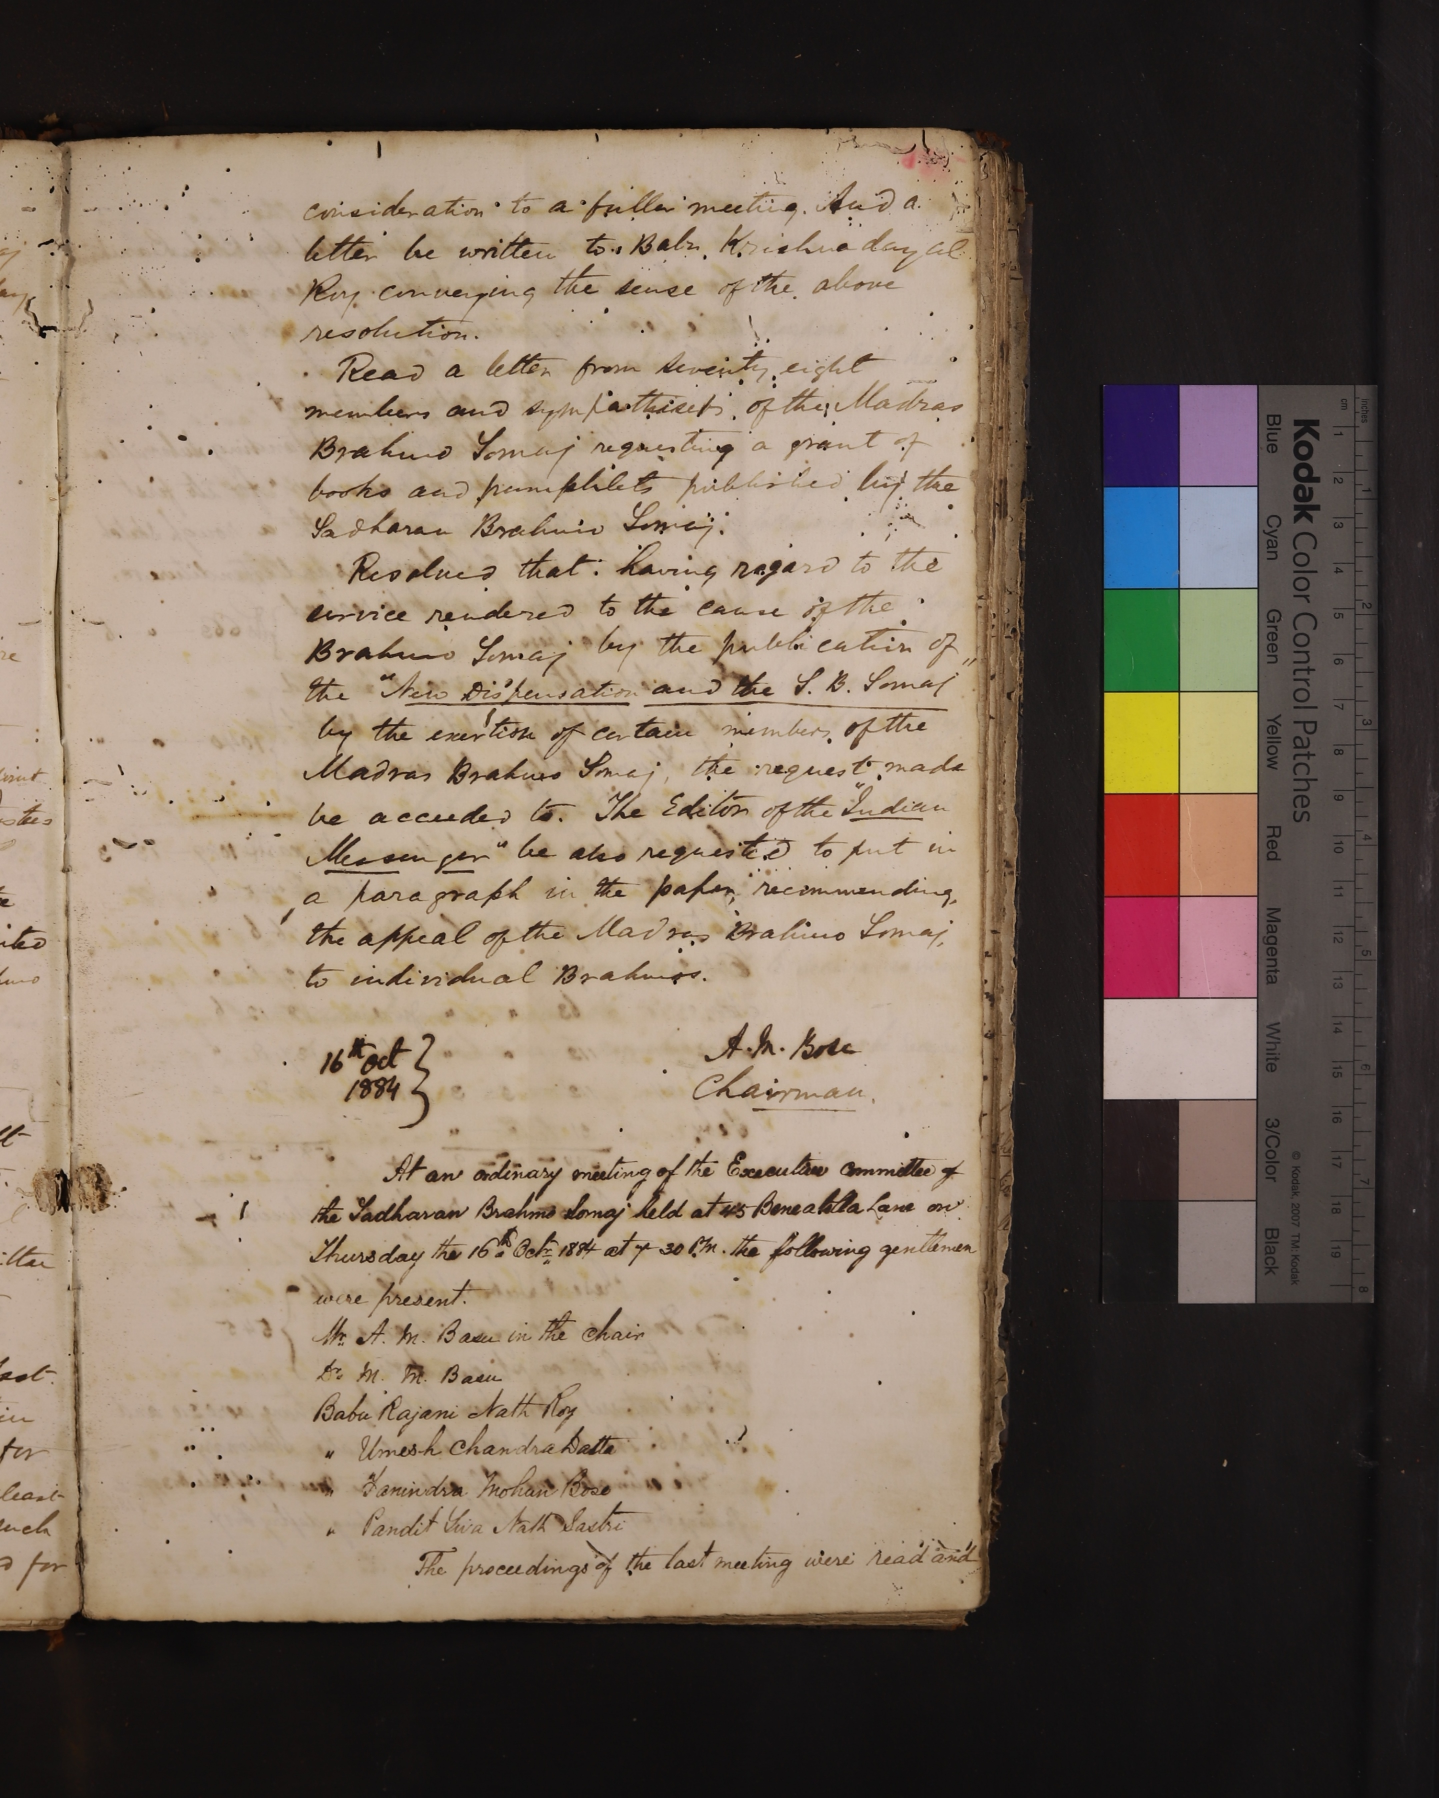 consideration to a fuller meeting. And a
letter be written to Babu Krishna dayal
Roy conveying the sense of the above
resolution.
Read a letter from seventy eight
members and sympathisers of the Madras
Brahmo Somaj requesting a grant of
books and pamphlets published by the
Sadharan Brahmo Somaj.
Resolved that having regard to the
service rendered to the cause of the
Brahmo Somaj by the publication of
the "New Dispensation and the S. B. Somaj"
by the exertion of certain members of the
Madras Brahmo Somaj, the request made
be acceeded to. The Editor of the "Indian
Messenger" be also requested to put in
a paragraph in the paper, recommending
the appeal of the Madras Brahmo Somaj,
to individual Brahmos.
16th Oct
1884
A. M. Bose
Chairman.
At an ordinary meeting of the Executive Committee of
the Sadharan Brahmo Somaj held at 45 Beneatola Lane on
Thursday the 16th Octr. 1884 at 7-30 P.M. the following gentlemen
were present.
Mr. A. M. Basu in the chair
Dr. M. M. Basu
Babu Rajani Nath Roy
" Umesh Chandra Datta
" Fanindra Mohan Bose
" Pandit Siva Nath Sastri
The proceedings of the last meeting were read and
Kodak Color Control Patches
Blue Cyan Green Yellow Red Magenta White 3/Color Black
© Kodak, 2007 TM: Kodak
inches 1 2 3 4 5 6 7 8
cm 1 2 3 4 5 6 7 8 9 10 11 12 13 14 15 16 17 18 19